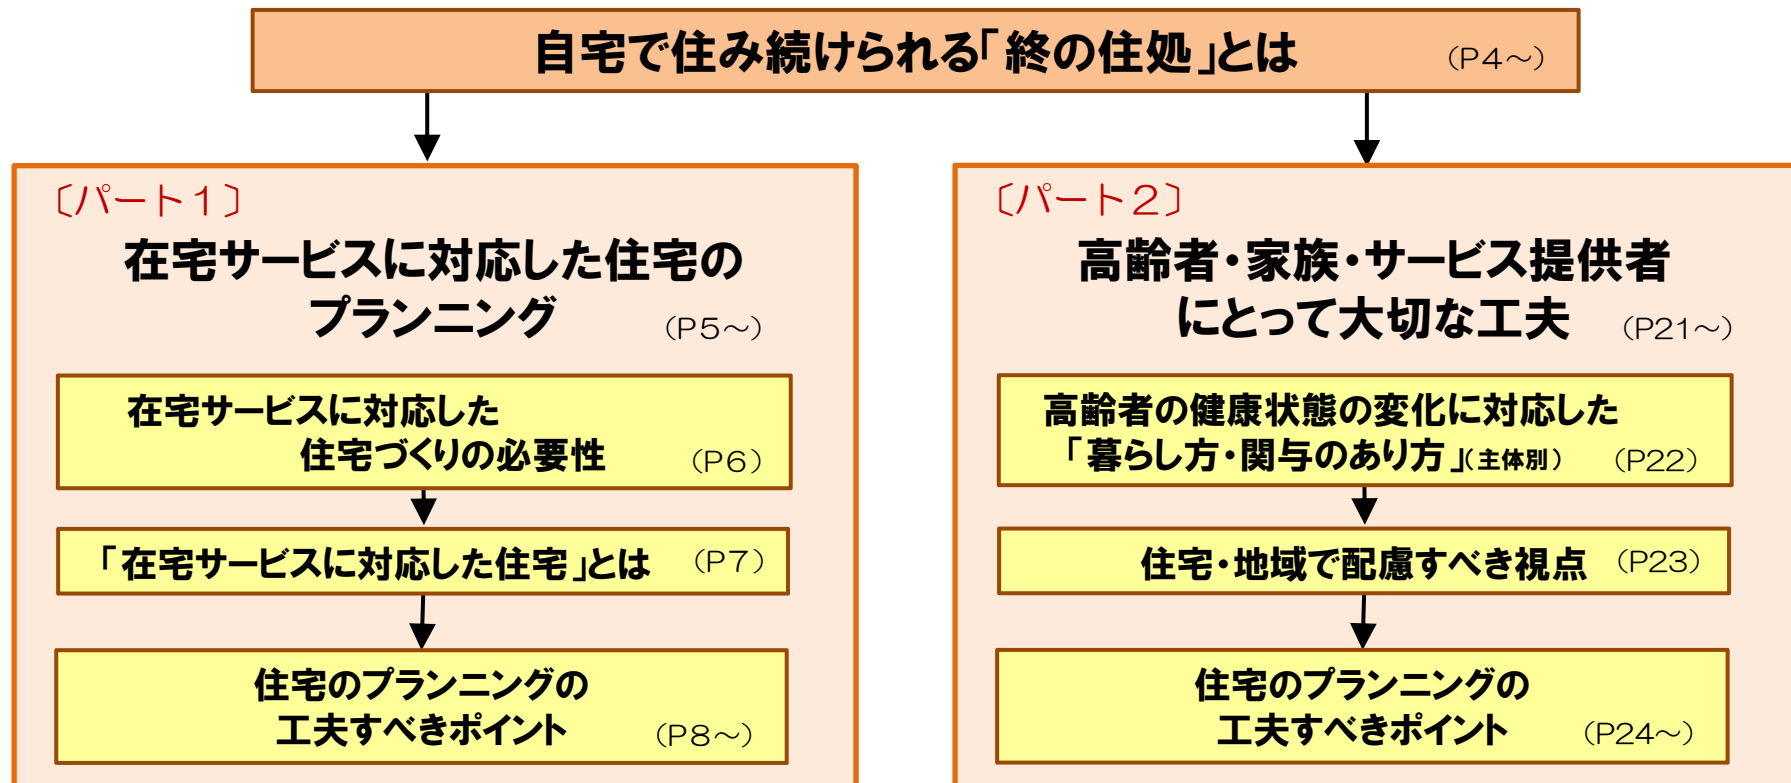 自宅で住み続けられる「終の住処」とは (P4～)
〔パート1〕
在宅サービスに対応した住宅の
プランニング (P5～)
在宅サービスに対応した
住宅づくりの必要性 (P6)
「在宅サービスに対応した住宅」とは (P7)
住宅のプランニングの
工夫すべきポイント (P8～)
〔パート2〕
高齢者・家族・サービス提供者
にとって大切な工夫 (P21～)
高齢者の健康状態の変化に対応した
「暮らし方・関与のあり方」(主体別) (P22)
住宅・地域で配慮すべき視点 (P23)
住宅のプランニングの
工夫すべきポイント (P24～)